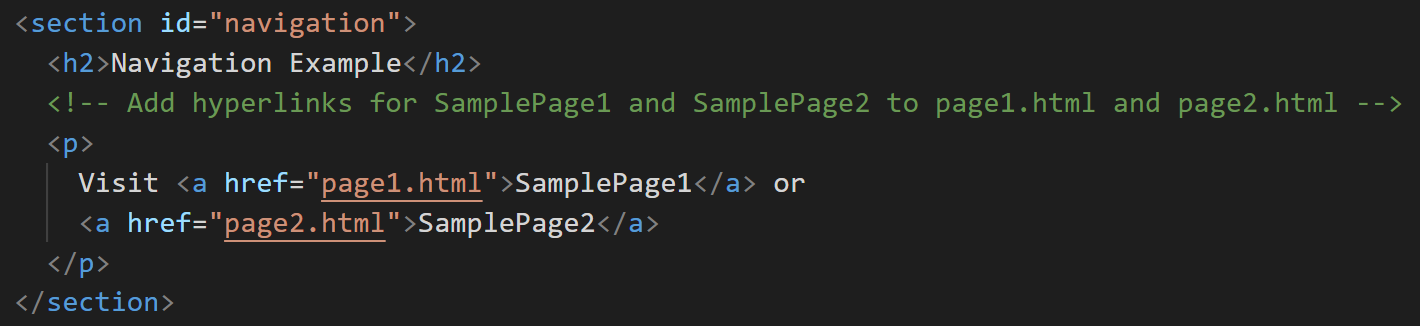 <section id="navigation">
<h2>Navigation Example</h2>
<!-- Add hyperlinks for SamplePage1 and SamplePage2 to page1.html and page2.html -->
<p>
Visit <a href="page1.html">SamplePage1</a> or
<a href="page2.html">SamplePage2</a>
</p>
</section>